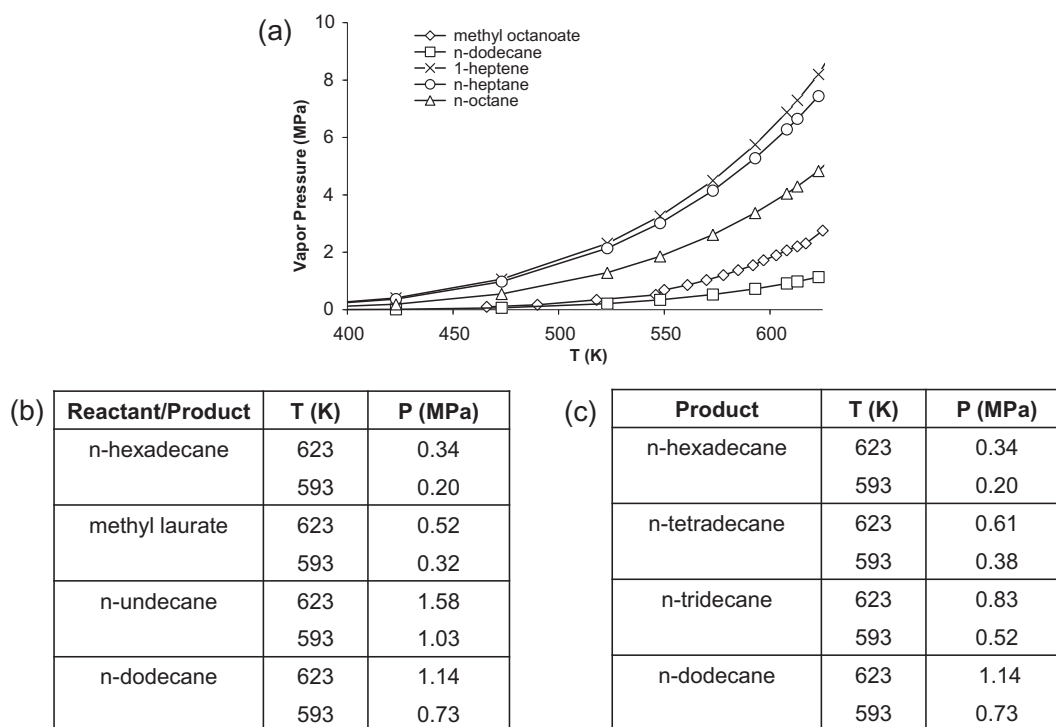 (a)
10
8
6
4
2
0
Vapor Pressure (MPa)
methyl octanoate
n-dodecane
1-heptene
n-heptane
n-octane
400 450 500 550 600
T (K)
(b)
Reactant/Product T (K) P (MPa)
n-hexadecane 623 0.34
593 0.20
methyl laurate 623 0.52
593 0.32
n-undecane 623 1.58
593 1.03
n-dodecane 623 1.14
593 0.73
(c)
Product T (K) P (MPa)
n-hexadecane 623 0.34
593 0.20
n-tetradecane 623 0.61
593 0.38
n-tridecane 623 0.83
593 0.52
n-dodecane 623 1.14
593 0.73